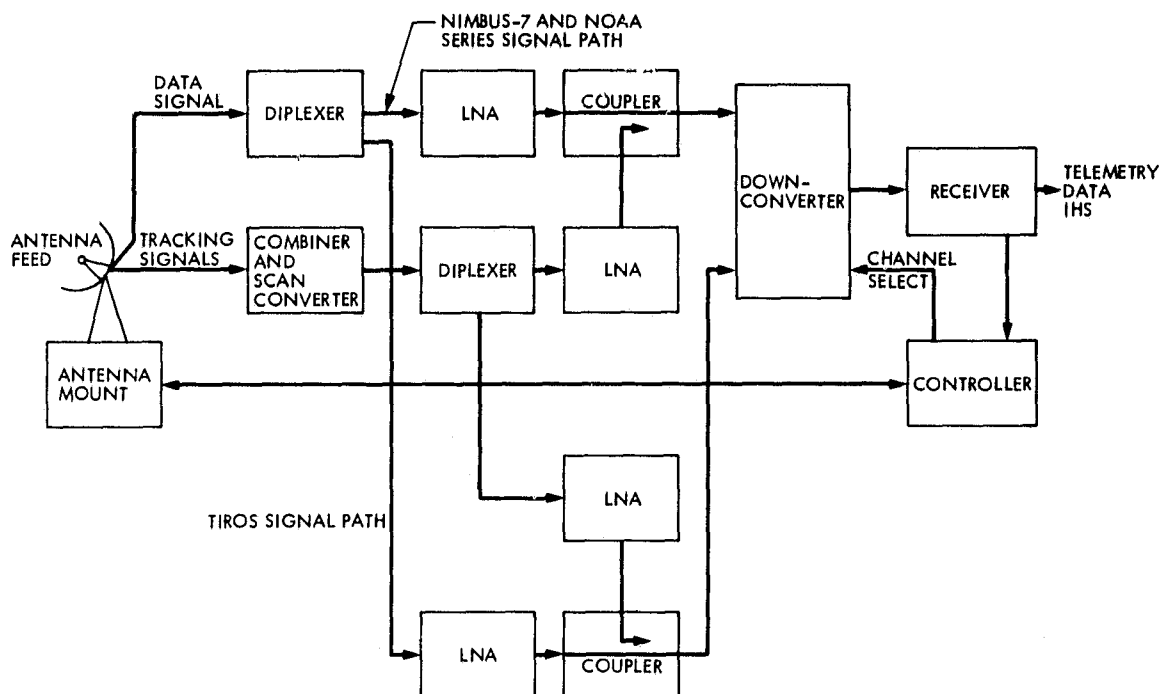 NIMBUS-7 AND NOAA
SERIES SIGNAL PATH
DATA
SIGNAL
DIPLEXER
LNA
COUPLER
DOWN-
CONVERTER
RECEIVER
TELEMETRY
DATA
IHS
ANTENNA
FEED
TRACKING
SIGNALS
COMBINER
AND
SCAN
CONVERTER
DIPLEXER
LNA
CHANNEL
SELECT
ANTENNA
MOUNT
CONTROLLER
LNA
TIROS SIGNAL PATH
LNA
COUPLER